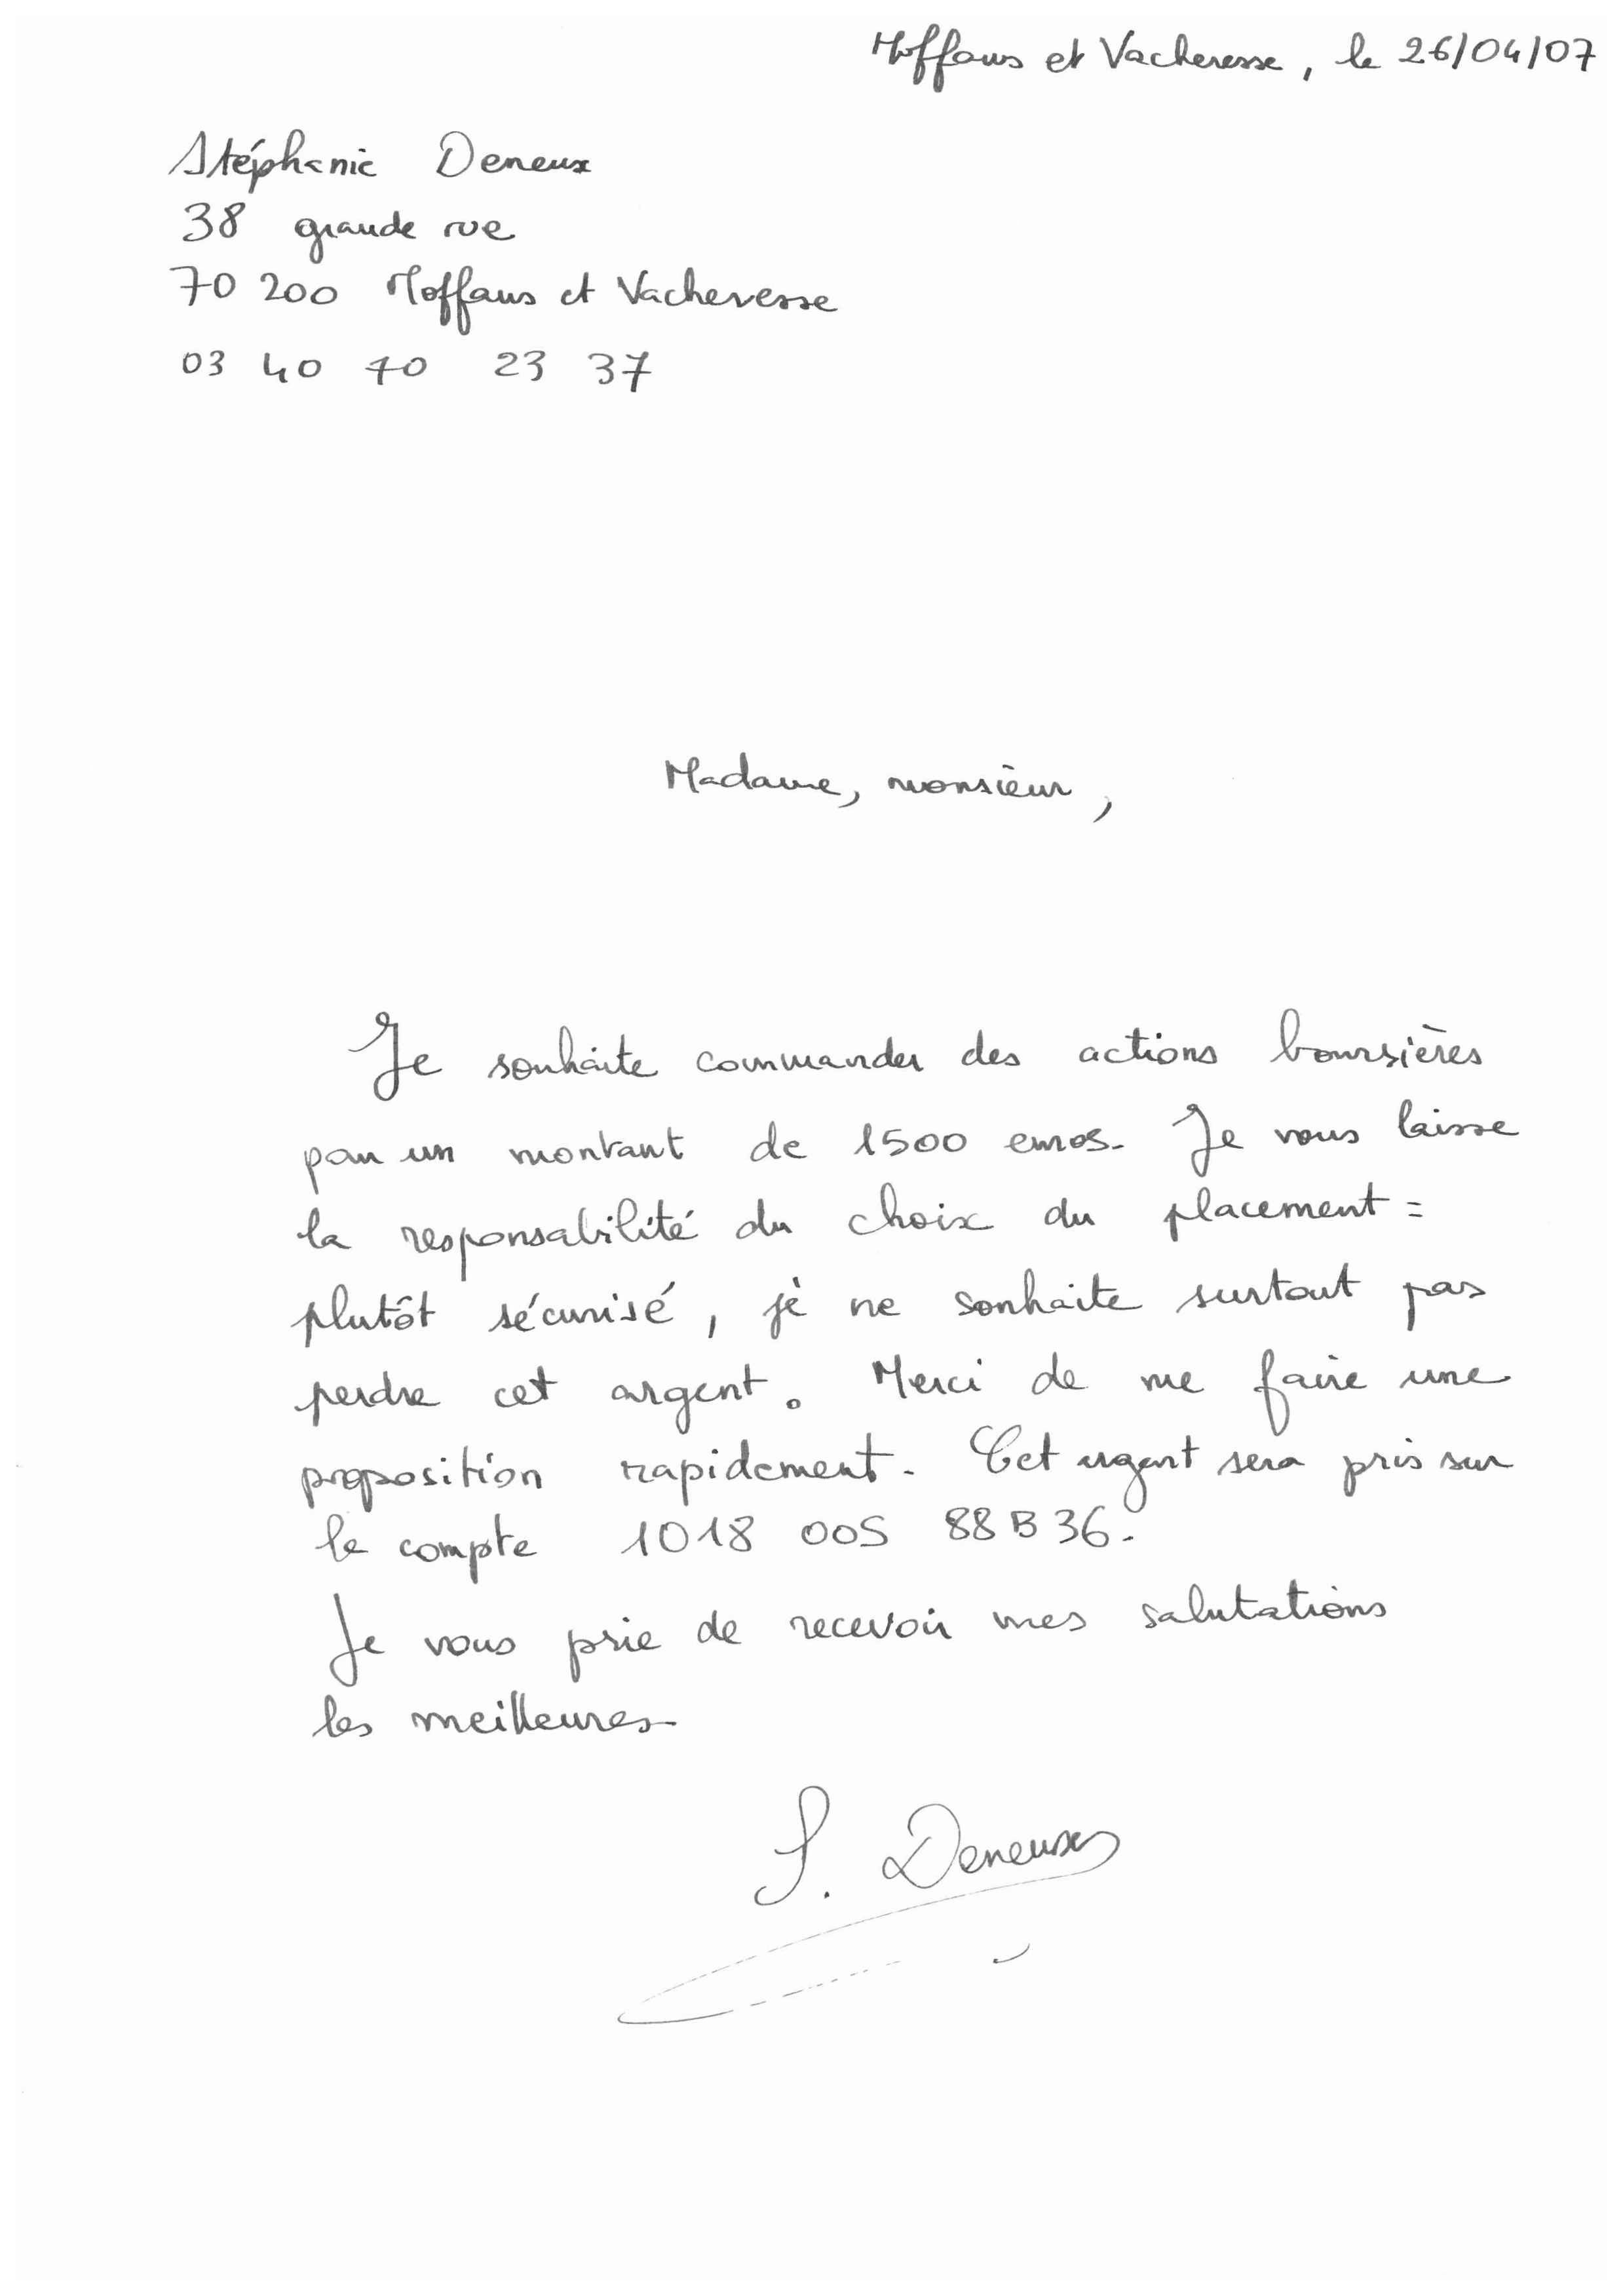 Moffans et Vacheresse, le 26/04/07
Stéphanie Deneux
38 grande rue
70 200 Moffans et Vacheresse
03 40 70 23 37
Madame, monsieur,
Je souhaite commander des actions boursières
pour un montant de 1500 euros. Je vous laisse
la responsabilité du choix du placement =
plutôt sécurisé, je ne souhaite surtout pas
perdre cet argent. Merci de me faire une
proposition rapidement. Cet argent sera pris sur
le compte 1018 00S 88 B 36.
Je vous prie de recevoir mes salutations
les meilleures.
S. Deneux